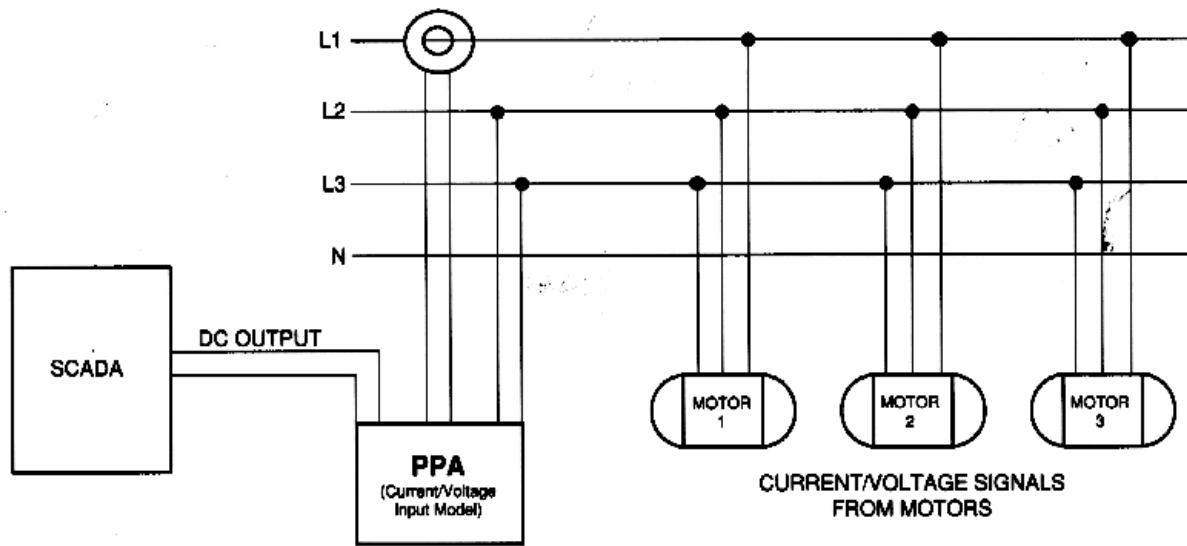 L1
L2
L3
N
SCADA
DC OUTPUT
PPA
(Current/Voltage
Input Model)
MOTOR
1
MOTOR
2
MOTOR
3
CURRENT/VOLTAGE SIGNALS
FROM MOTORS